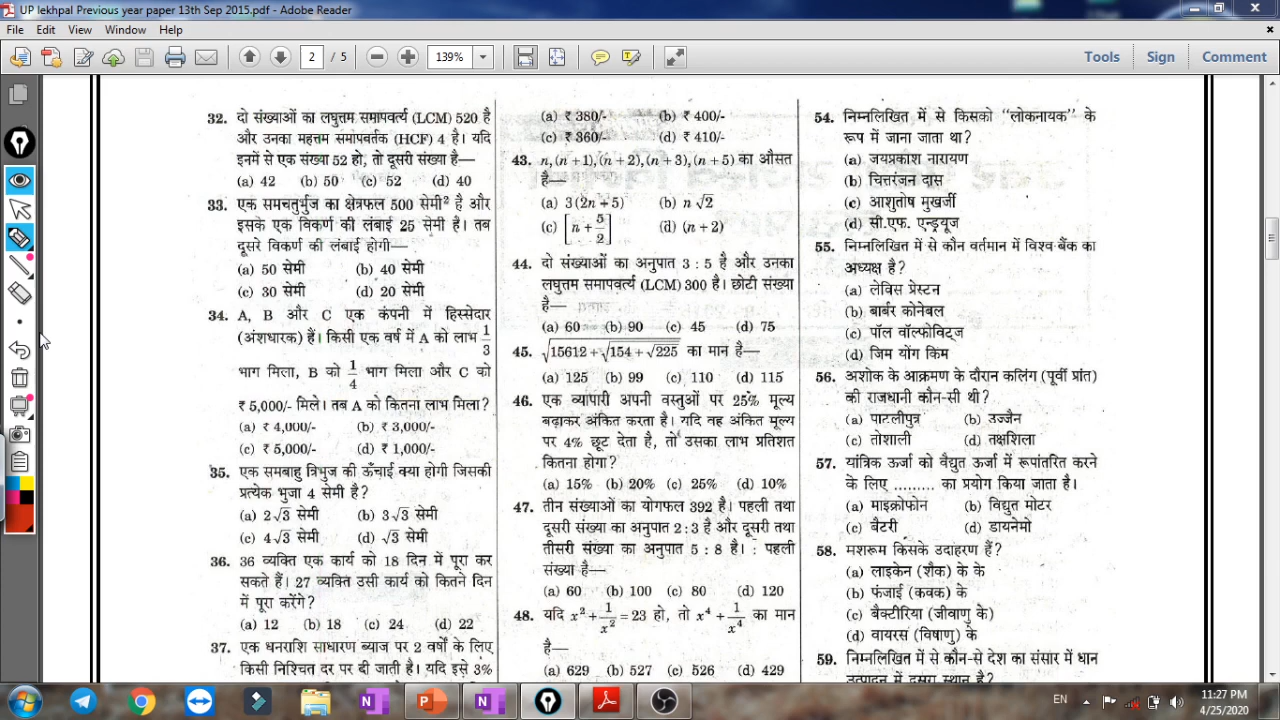 UP lekhpal Previous year paper 13th Sep 2015.pdf - Adobe Reader
File Edit View Window Help
2 / 5
139%
Tools Sign Comment
32. दो संख्याओं का लघुत्तम समापवर्त्य (LCM) 520 है
और उनका महत्तम समापवर्तक (HCF) 4 है। यदि
इनमें से एक संख्या 52 हो, तो दूसरी संख्या है—
(a) 42 (b) 50 (c) 52 (d) 40
33. एक समचतुर्भुज का क्षेत्रफल 500 सेमी² है और
इसके एक विकर्ण की लंबाई 25 सेमी है। तब
दूसरे विकर्ण की लंबाई होगी—
(a) 50 सेमी (b) 40 सेमी
(c) 30 सेमी (d) 20 सेमी
34. A, B और C एक कंपनी में हिस्सेदार
(अंशधारक) हैं। किसी एक वर्ष में A को लाभ 1/3
भाग मिला, B को 1/4 भाग मिला और C को
₹ 5,000/- मिले। तब A को कितना लाभ मिला?
(a) ₹ 4,000/- (b) ₹ 3,000/-
(c) ₹ 5,000/- (d) ₹ 1,000/-
35. एक समबाहु त्रिभुज की ऊँचाई क्या होगी जिसकी
प्रत्येक भुजा 4 सेमी है?
(a) 2√3 सेमी (b) 3√3 सेमी
(c) 4√3 सेमी (d) √3 सेमी
36. 36 व्यक्ति एक कार्य को 18 दिन में पूरा कर
सकते हैं। 27 व्यक्ति उसी कार्य को कितने दिन
में पूरा करेंगे?
(a) 12 (b) 18 (c) 24 (d) 22
37. एक धनराशि साधारण ब्याज पर 2 वर्षों के लिए
किसी निश्चित दर पर दी जाती है। यदि इसे 3%
(a) ₹ 380/- (b) ₹ 400/-
(c) ₹ 360/- (d) ₹ 410/-
43. n, (n + 1), (n + 2), (n + 3), (n + 5) का औसत
है—
(a) 3 (2n + 5) (b) n √2
(c) [n + 5/2] (d) (n + 2)
44. दो संख्याओं का अनुपात 3 : 5 है और उनका
लघुत्तम समापवर्त्य (LCM) 300 है। छोटी संख्या
है—
(a) 60 (b) 90 (c) 45 (d) 75
45. √(15612 + √(154 + √225)) का मान है—
(a) 125 (b) 99 (c) 110 (d) 115
46. एक व्यापारी अपनी वस्तुओं पर 25% मूल्य
बढ़ाकर अंकित करता है। यदि वह अंकित मूल्य
पर 4% छूट देता है, तो उसका लाभ प्रतिशत
कितना होगा?
(a) 15% (b) 20% (c) 25% (d) 10%
47. तीन संख्याओं का योगफल 392 है। पहली तथा
दूसरी संख्या का अनुपात 2 : 3 है और दूसरी तथा
तीसरी संख्या का अनुपात 5 : 8 है। : पहली
संख्या है—
(a) 60 (b) 100 (c) 80 (d) 120
48. यदि x² + 1/x² = 23 हो, तो x⁴ + 1/x⁴ का मान
है—
(a) 629 (b) 527 (c) 526 (d) 429
54. निम्नलिखित में से किसको ''लोकनायक'' के
रूप में जाना जाता था?
(a) जयप्रकाश नारायण
(b) चित्तरंजन दास
(c) आशुतोष मुखर्जी
(d) सी.एफ. एन्ड्रयूज
55. निम्नलिखित में से कौन वर्तमान में विश्व बैंक का
अध्यक्ष है?
(a) लेविस प्रेस्टन
(b) बार्बर कोनेबल
(c) पॉल वॉल्फोविट्ज
(d) जिम योंग किम
56. अशोक के आक्रमण के दौरान कलिंग (पूर्वी प्रांत)
की राजधानी कौन-सी थी?
(a) पाटलीपुत्र (b) उज्जैन
(c) तोशाली (d) तक्षशिला
57. यांत्रिक ऊर्जा को वैद्युत ऊर्जा में रूपांतरित करने
के लिए ......... का प्रयोग किया जाता है।
(a) माइक्रोफोन (b) विद्युत मोटर
(c) बैटरी (d) डायनेमो
58. मशरूम किसके उदाहरण हैं?
(a) लाइकेन (शैक) के के
(b) फंजाई (कवक) के
(c) बैक्टीरिया (जीवाणु के)
(d) वायरस (विषाणु) के
59. निम्नलिखित में से कौन-से देश का संसार में धान
उत्पादन में दूसरा स्थान है?
EN
11:27 PM
4/25/2020